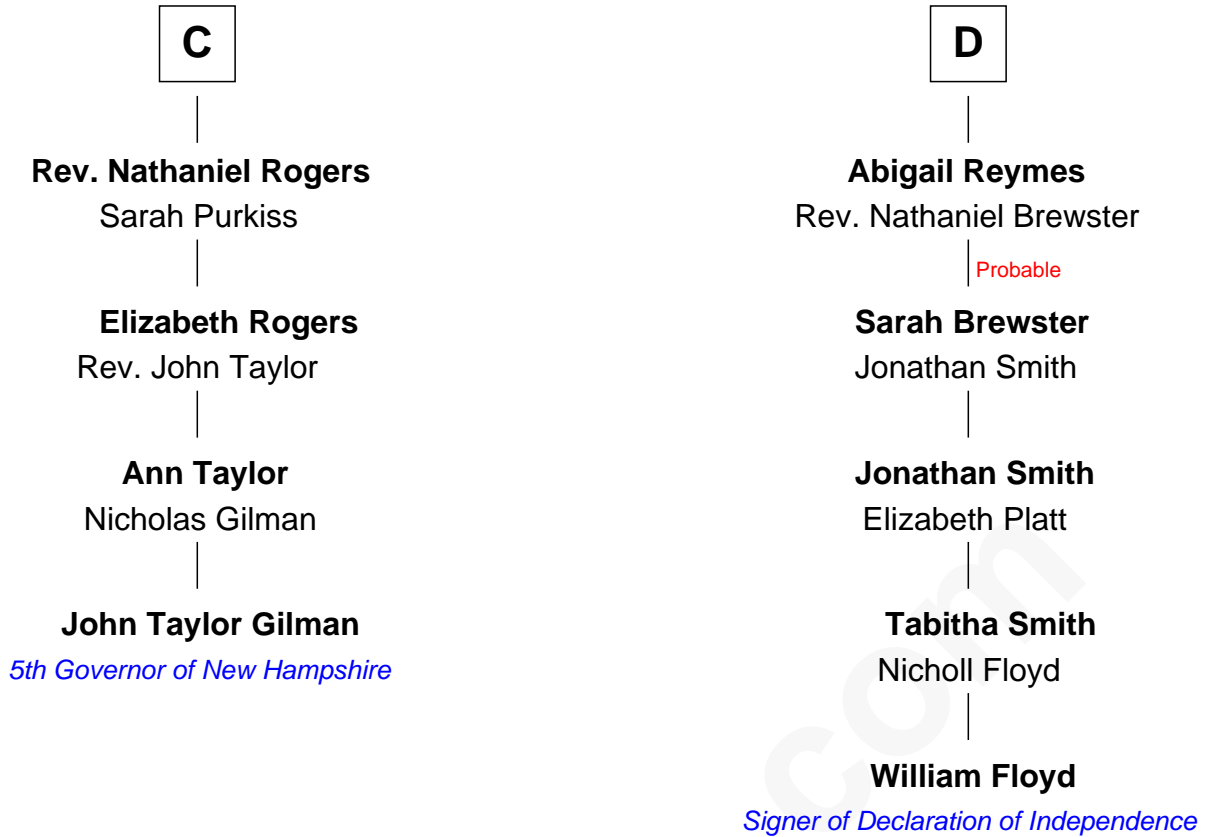 C
Rev. Nathaniel Rogers
Sarah Purkiss
Elizabeth Rogers
Rev. John Taylor
Ann Taylor
Nicholas Gilman
John Taylor Gilman
5th Governor of New Hampshire
D
Abigail Reymes
Rev. Nathaniel Brewster
Probable
Sarah Brewster
Jonathan Smith
Jonathan Smith
Elizabeth Platt
Tabitha Smith
Nicholl Floyd
William Floyd
Signer of Declaration of Independence
com